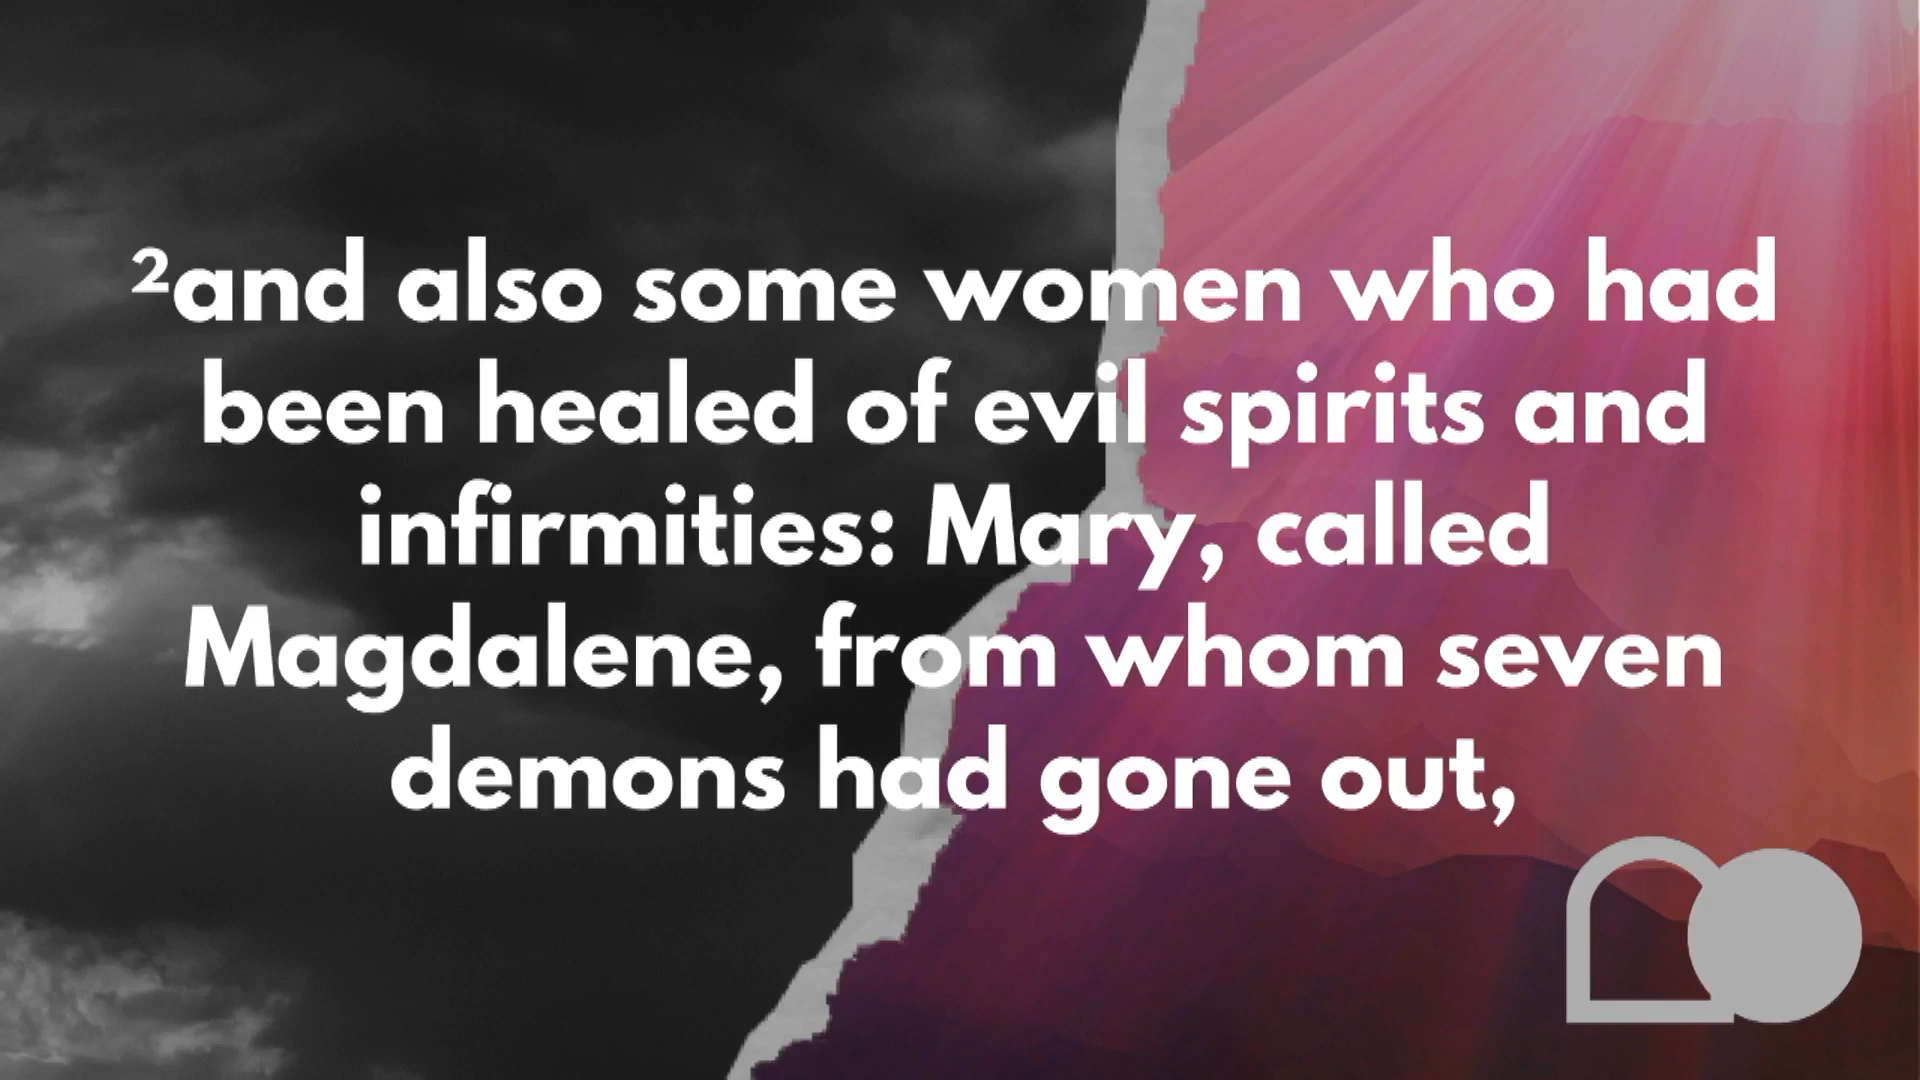 ²and also some women who had
been healed of evil spirits and
infirmities: Mary, called
Magdalene, from whom seven
demons had gone out,